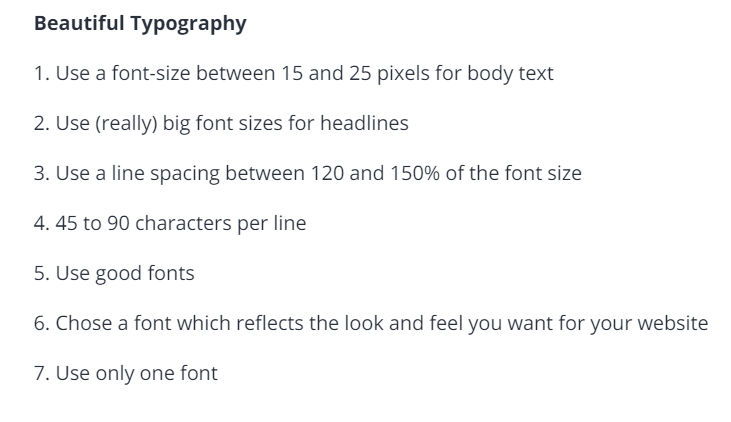 Beautiful Typography
1. Use a font-size between 15 and 25 pixels for body text
2. Use (really) big font sizes for headlines
3. Use a line spacing between 120 and 150% of the font size
4. 45 to 90 characters per line
5. Use good fonts
6. Chose a font which reflects the look and feel you want for your website
7. Use only one font